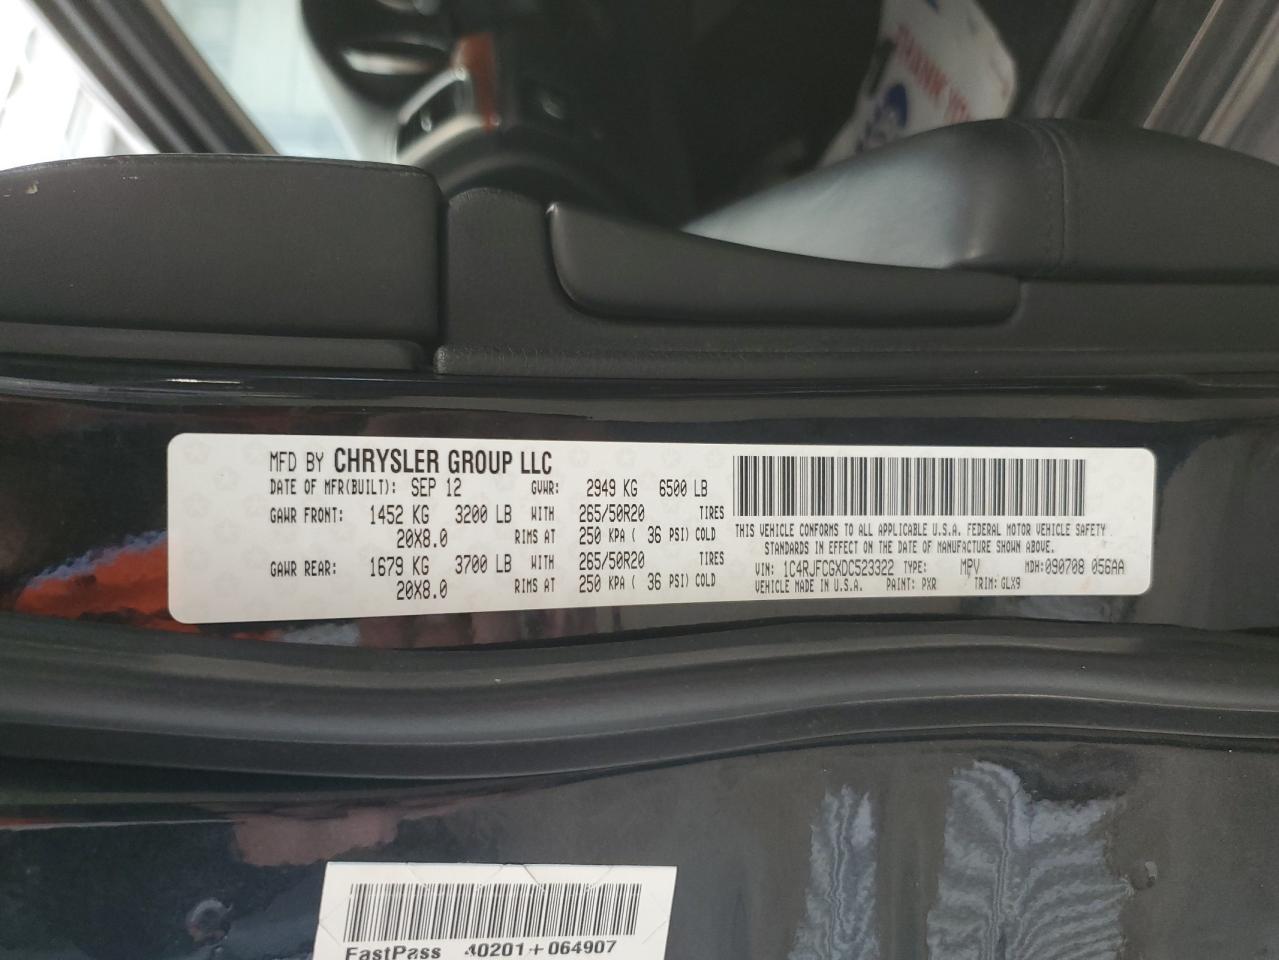 MFD BY CHRYSLER GROUP LLC
DATE OF MFR(BUILT): SEP 12 GVWR: 2949 KG 6500 LB
GAWR FRONT: 1452 KG 3200 LB WITH 265/50R20 TIRES
20X8.0 RIMS AT 250 KPA ( 36 PSI) COLD
GAWR REAR: 1679 KG 3700 LB WITH 265/50R20 TIRES
20X8.0 RIMS AT 250 KPA ( 36 PSI) COLD
THIS VEHICLE CONFORMS TO ALL APPLICABLE U.S.A. FEDERAL MOTOR VEHICLE SAFETY
STANDARDS IN EFFECT ON THE DATE OF MANUFACTURE SHOWN ABOVE.
VIN: 1C4RJFCGXDC523322 TYPE: MPV MDH:090708 056AA
VEHICLE MADE IN U.S.A. PAINT: PXR TRIM: GLX9
FastPass 40201+064907
THANK